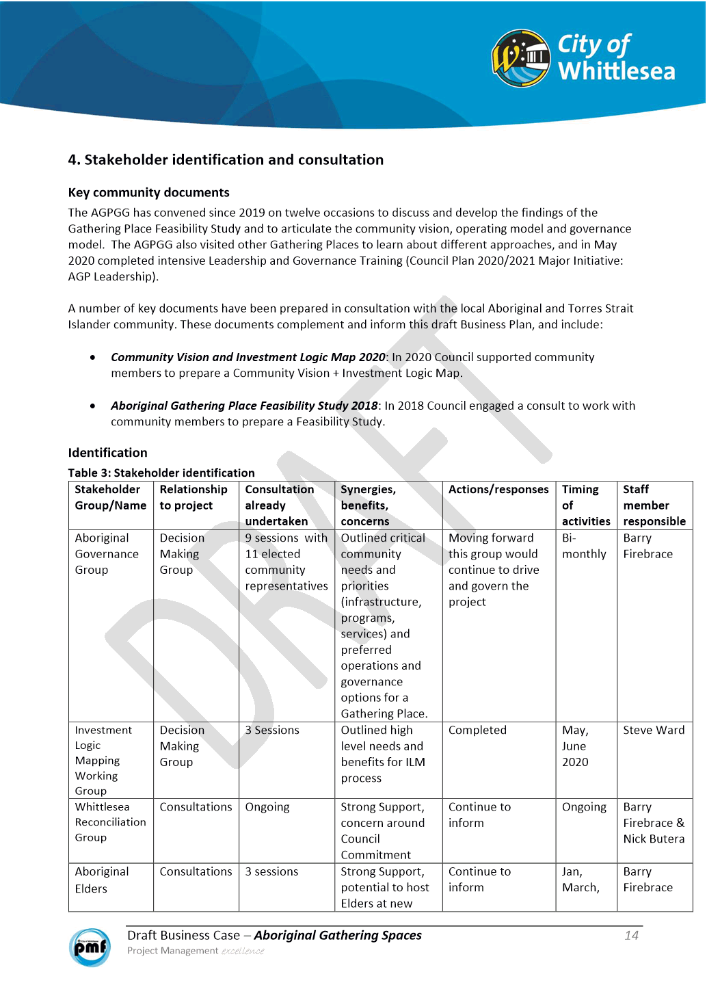 City of
Whittlesea
4. Stakeholder identification and consultation
Key community documents
The AGPGG has convened since 2019 on twelve occasions to discuss and develop the findings of the
Gathering Place Feasibility Study and to articulate the community vision, operating model and governance
model.  The AGPGG also visited other Gathering Places to learn about different approaches, and in May
2020 completed intensive Leadership and Governance Training (Council Plan 2020/2021 Major Initiative:
AGP Leadership).
A number of key documents have been prepared in consultation with the local Aboriginal and Torres Strait
Islander community. These documents complement and inform this draft Business Plan, and include:
• Community Vision and Investment Logic Map 2020: In 2020 Council supported community
members to prepare a Community Vision + Investment Logic Map.
• Aboriginal Gathering Place Feasibility Study 2018: In 2018 Council engaged a consult to work with
community members to prepare a Feasibility Study.
DRAFT
Identification
Table 3: Stakeholder identification
Stakeholder
Group/Name
Relationship
to project
Consultation
already
undertaken
Synergies,
benefits,
concerns
Actions/responses
Timing
of
activities
Staff
member
responsible
Aboriginal
Governance
Group
Decision
Making
Group
9 sessions  with
11 elected
community
representatives
Outlined critical
community
needs and
priorities
(infrastructure,
programs,
services) and
preferred
operations and
governance
options for a
Gathering Place.
Moving forward
this group would
continue to drive
and govern the
project
Bi-
monthly
Barry
Firebrace
Investment
Logic
Mapping
Working
Group
Decision
Making
Group
3 Sessions
Outlined high
level needs and
benefits for ILM
process
Completed
May,
June
2020
Steve Ward
Whittlesea
Reconciliation
Group
Consultations
Ongoing
Strong Support,
concern around
Council
Commitment
Continue to
inform
Ongoing
Barry
Firebrace &
Nick Butera
Aboriginal
Elders
Consultations
3 sessions
Strong Support,
potential to host
Elders at new
Continue to
inform
Jan,
March,
Barry
Firebrace
City of Whittlesea
pmf
Draft Business Case – Aboriginal Gathering Spaces
14
Project Management excellence